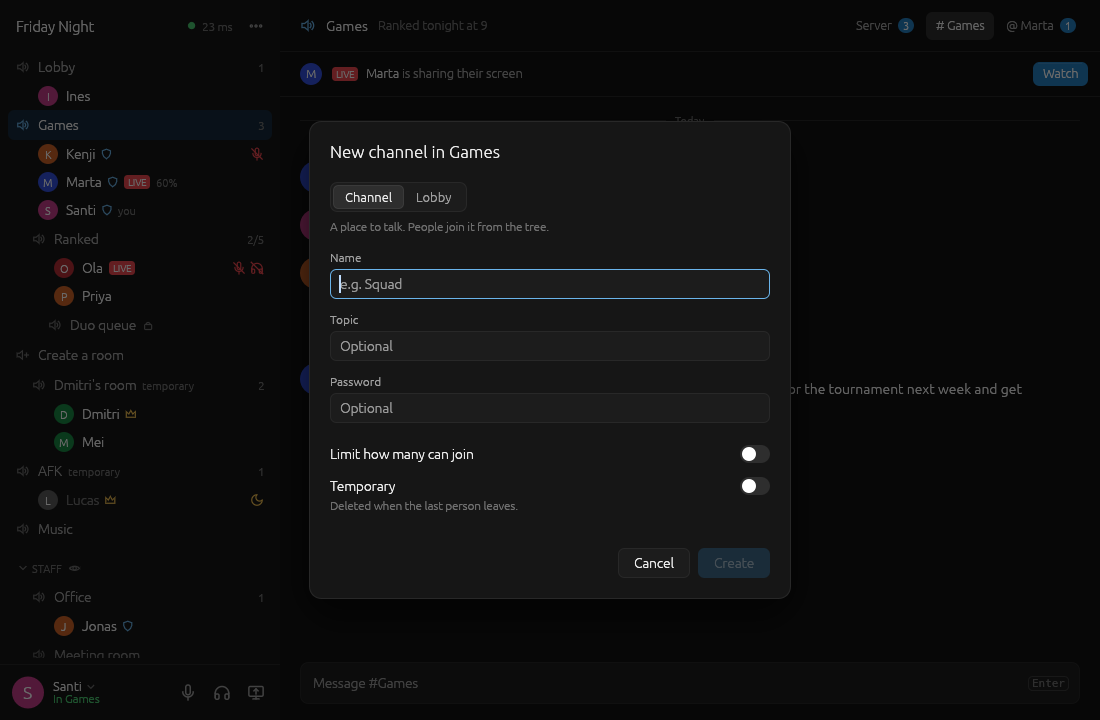 Friday Night
23 ms
Games
Ranked tonight at 9
Server 3
# Games
@ Marta 1
Lobby 1
I Ines
Games 3
K Kenji
M Marta LIVE 60%
S Santi you
Ranked 2/5
O Ola LIVE
P Priya
Duo queue
Create a room
Dmitri's room temporary 2
D Dmitri
M Mei
AFK temporary 1
L Lucas
Music
STAFF
Office 1
J Jonas
Meeting room
S Santi
In Games
M LIVE Marta is sharing their screen
Watch
Today
New channel in Games
Channel Lobby
A place to talk. People join it from the tree.
Name
e.g. Squad
Topic
Optional
Password
Optional
or the tournament next week and get
Limit how many can join
Temporary
Deleted when the last person leaves.
Cancel Create
Message #Games Enter